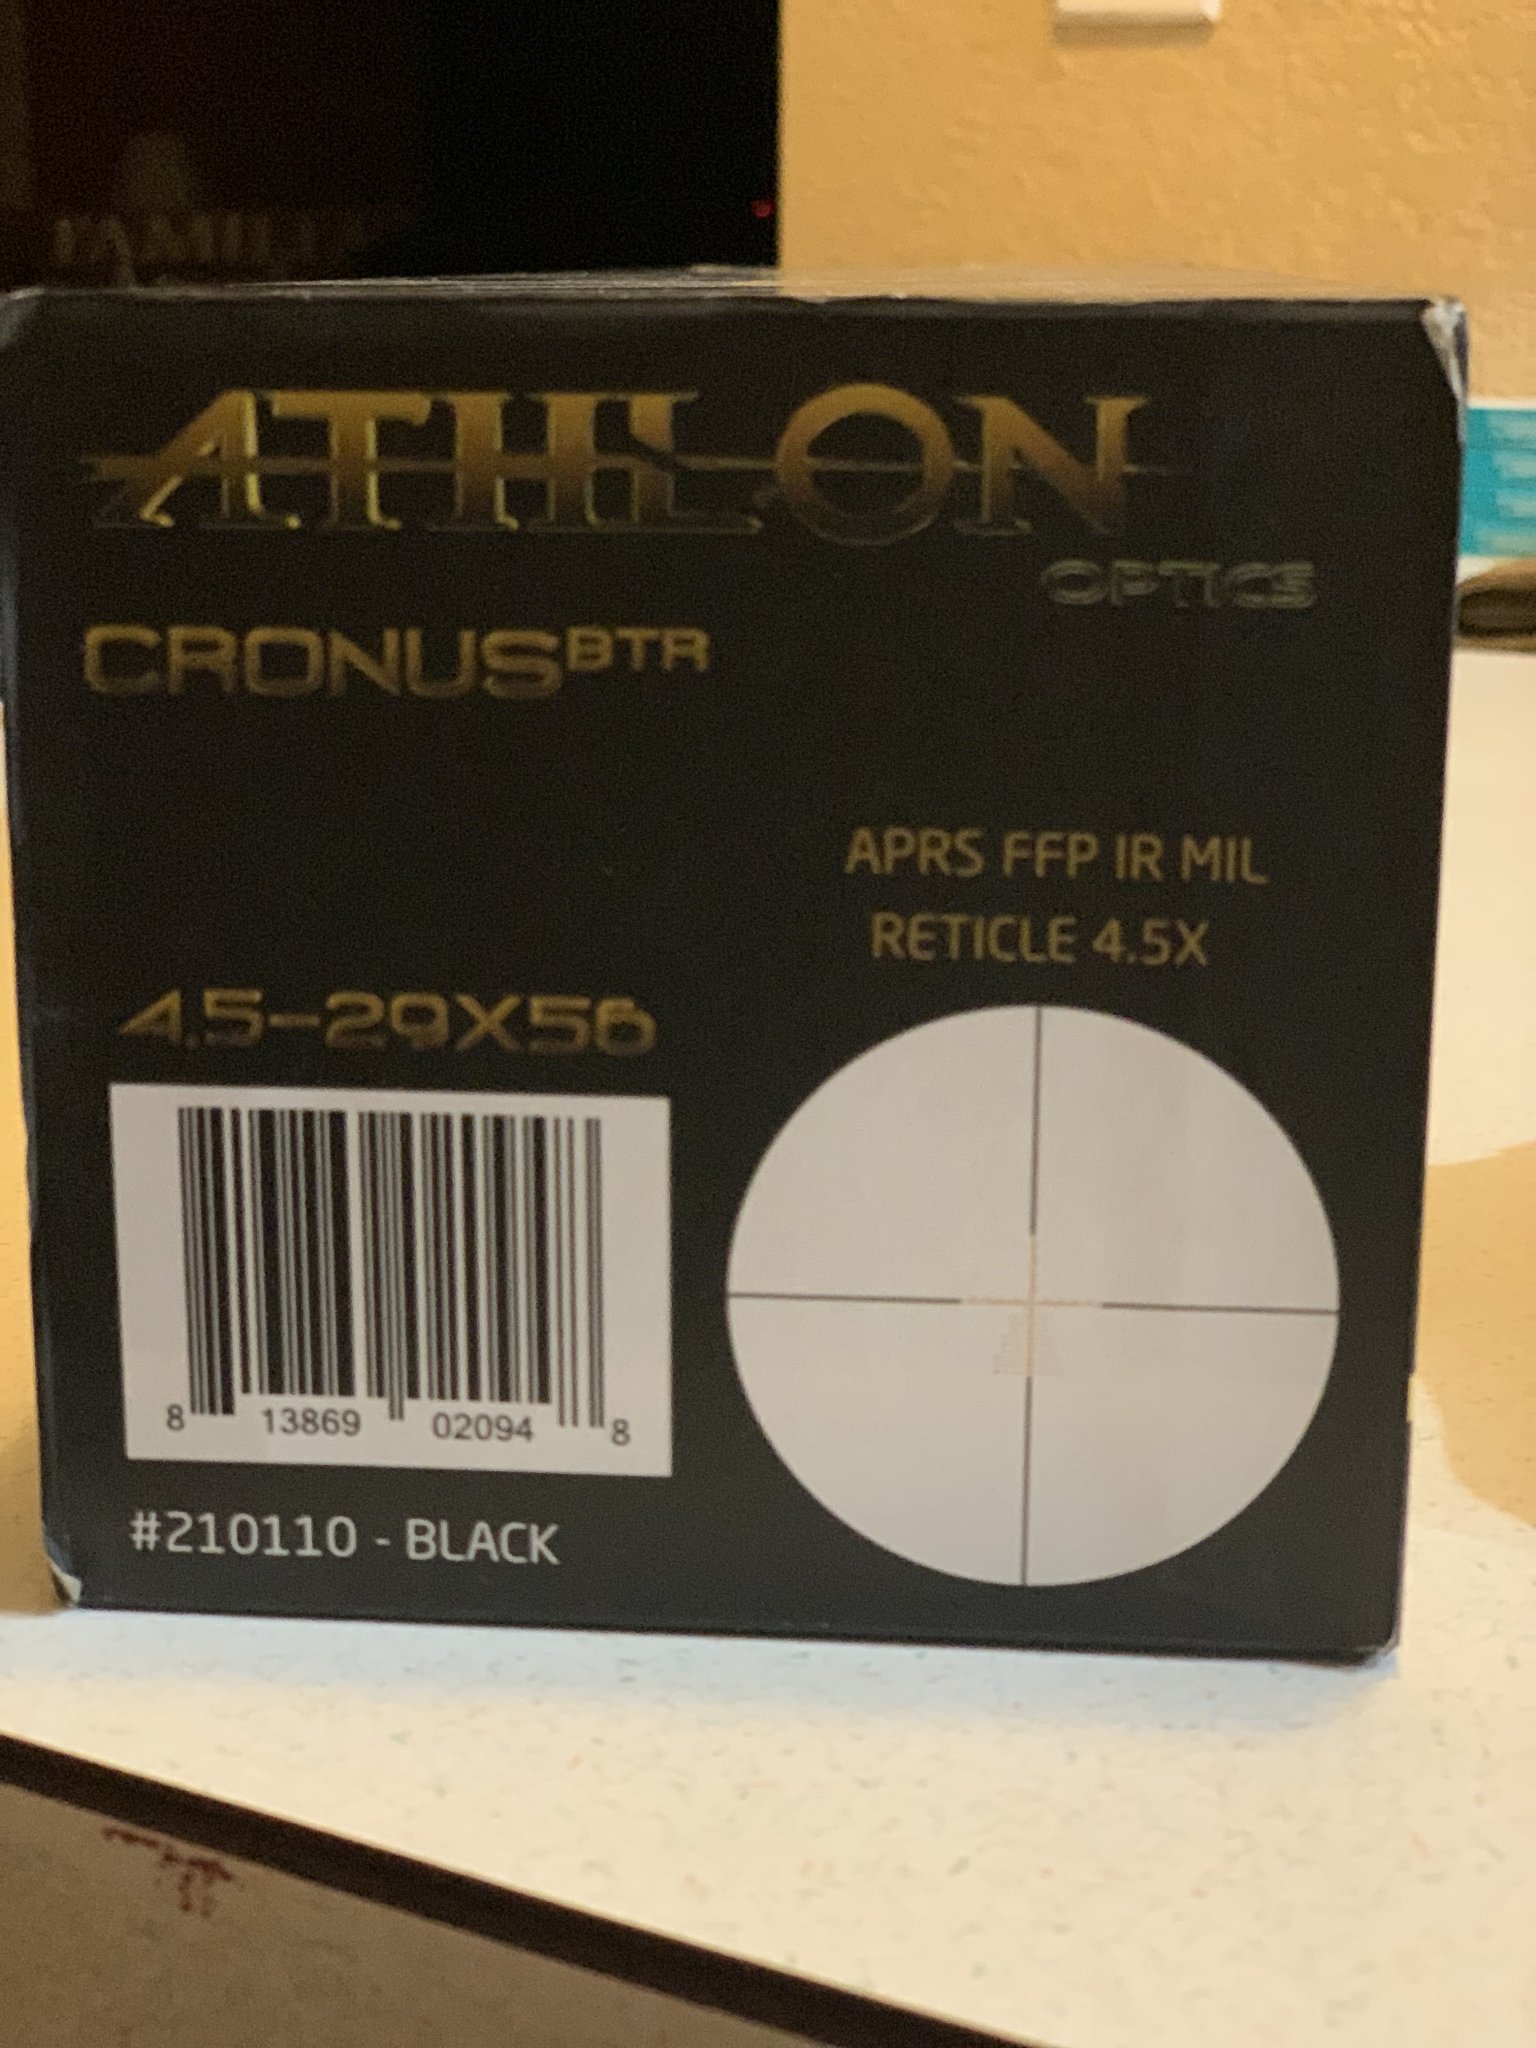 ATHLON
OPTICS
CRONUS BTR
APRS FFP IR MIL
RETICLE 4.5X
4.5-29X56
8 13869 02094 8
#210110 - BLACK